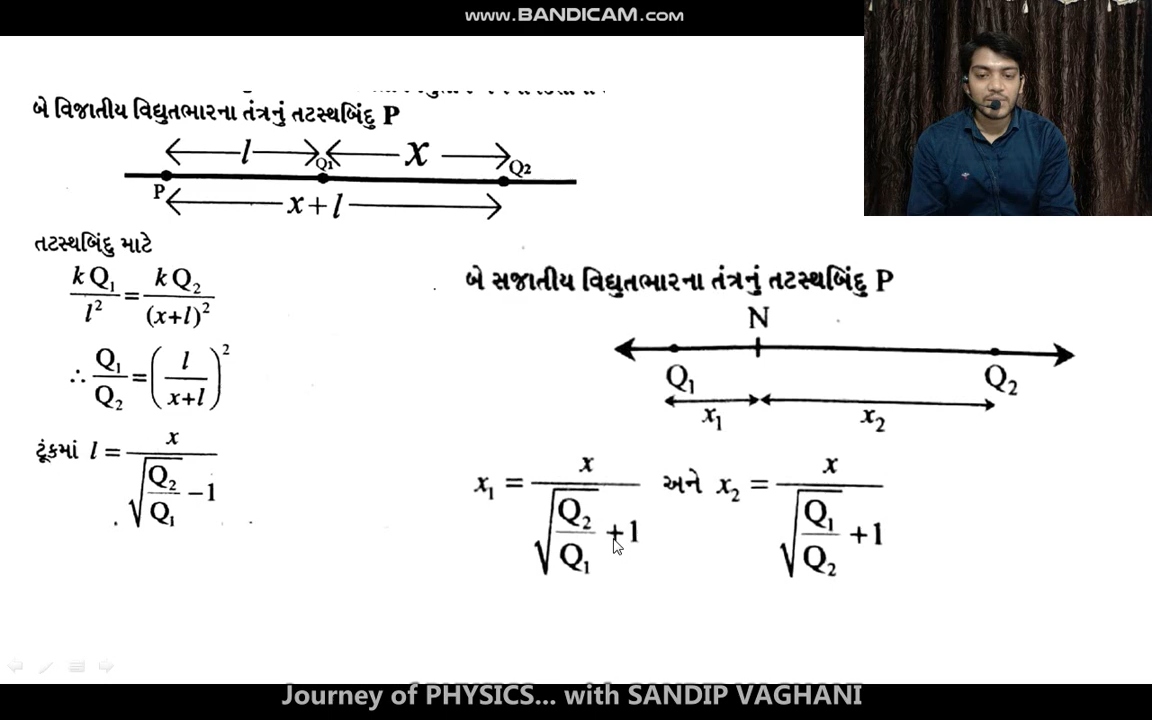 www.BANDICAM.com
બે વિજાતીય વિદ્યુતભારના તંત્રનું તટસ્થબિંદુ P
l x
P Q1 Q2
x+l
તટસ્થબિંદુ માટે
kQ₁/l² = kQ₂/(x+l)²
∴ Q₁/Q₂ = (l/(x+l))²
ટૂંકમાં l = x/(√(Q₂/Q₁) −1)
બે સજાતીય વિદ્યુતભારના તંત્રનું તટસ્થબિંદુ P
N
Q₁ Q₂
x₁ x₂
x₁ = x/(√(Q₂/Q₁) +1) અને x₂ = x/(√(Q₁/Q₂) +1)
Journey of PHYSICS... with SANDIP VAGHANI